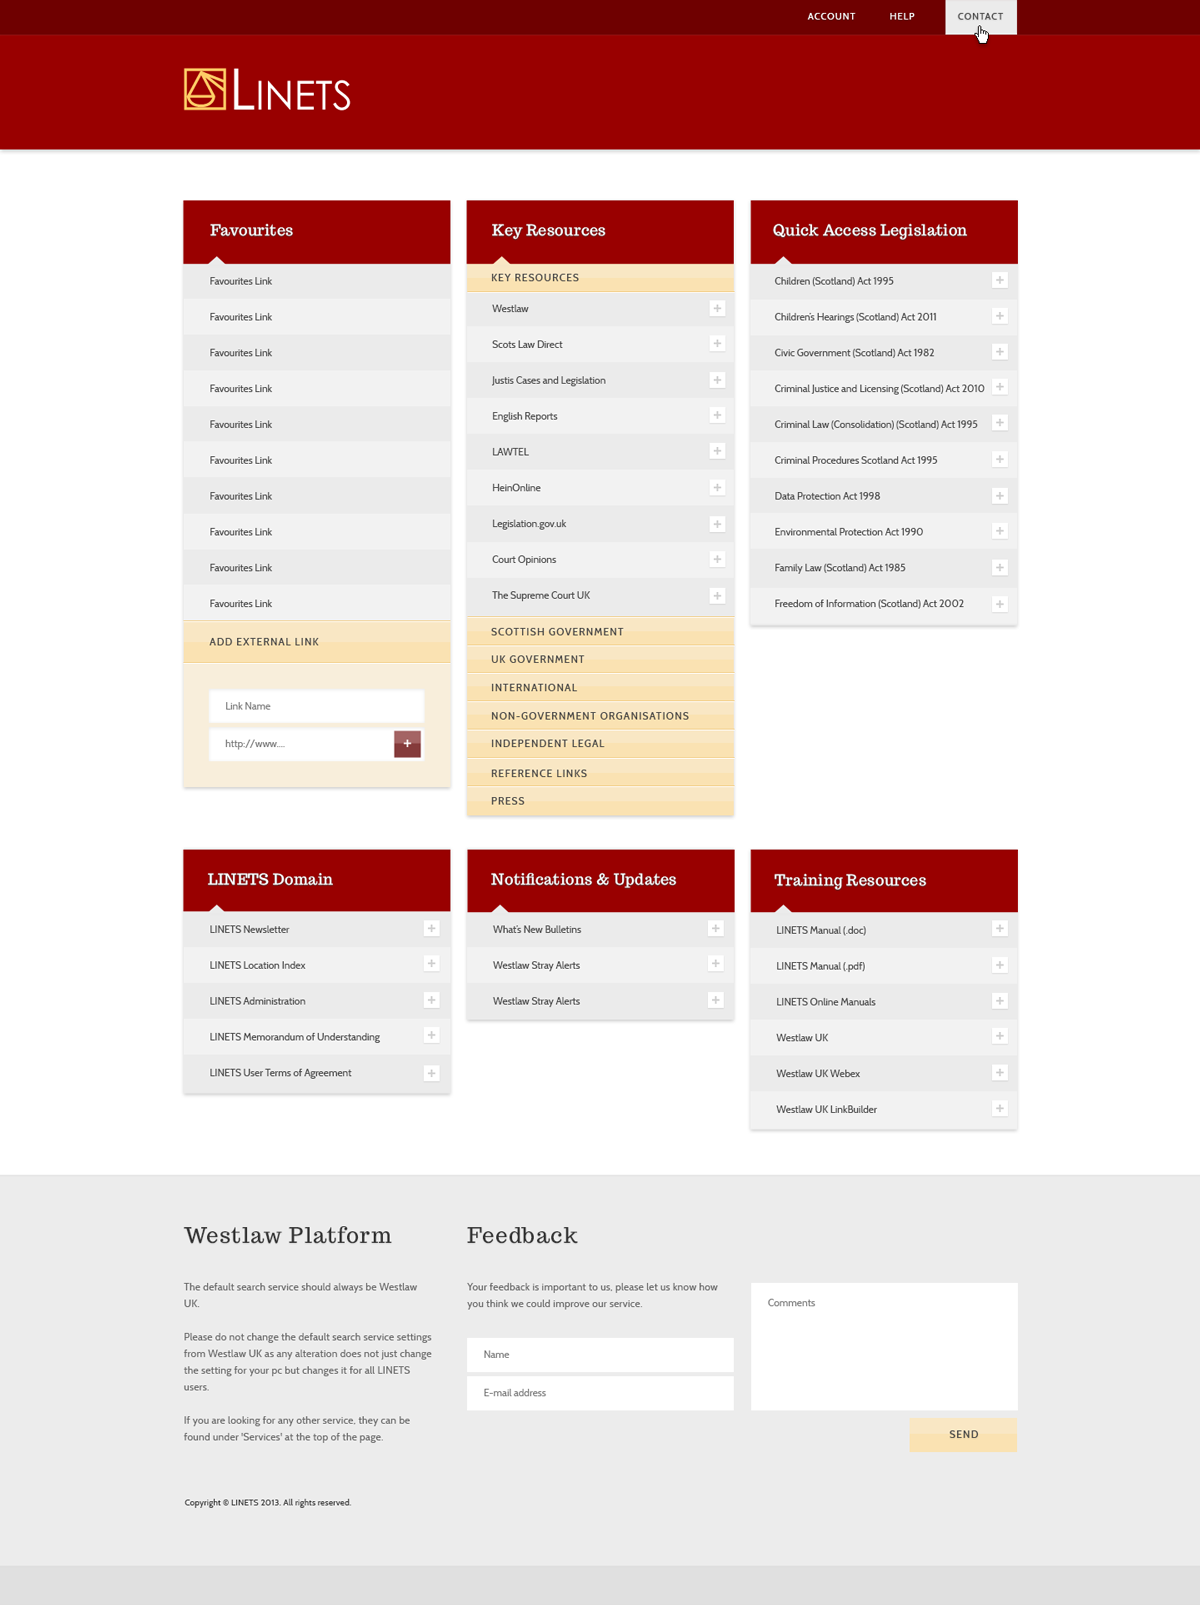 ACCOUNT
HELP
CONTACT
LINETS
Favourites
Favourites Link
Favourites Link
Favourites Link
Favourites Link
Favourites Link
Favourites Link
Favourites Link
Favourites Link
Favourites Link
Favourites Link
ADD EXTERNAL LINK
Link Name
http://www....
+
Key Resources
KEY RESOURCES
Westlaw
Scots Law Direct
Justis Cases and Legislation
English Reports
LAWTEL
HeinOnline
Legislation.gov.uk
Court Opinions
The Supreme Court UK
SCOTTISH GOVERNMENT
UK GOVERNMENT
INTERNATIONAL
NON-GOVERNMENT ORGANISATIONS
INDEPENDENT LEGAL
REFERENCE LINKS
PRESS
Quick Access Legislation
Children (Scotland) Act 1995
Children's Hearings (Scotland) Act 2011
Civic Government (Scotland) Act 1982
Criminal Justice and Licensing (Scotland) Act 2010
Criminal Law (Consolidation) (Scotland) Act 1995
Criminal Procedures Scotland Act 1995
Data Protection Act 1998
Environmental Protection Act 1990
Family Law (Scotland) Act 1985
Freedom of Information (Scotland) Act 2002
LINETS Domain
LINETS Newsletter
LINETS Location Index
LINETS Administration
LINETS Memorandum of Understanding
LINETS User Terms of Agreement
Notifications & Updates
What's New Bulletins
Westlaw Stray Alerts
Westlaw Stray Alerts
Training Resources
LINETS Manual (.doc)
LINETS Manual (.pdf)
LINETS Online Manuals
Westlaw UK
Westlaw UK Webex
Westlaw UK LinkBuilder
Westlaw Platform
The default search service should always be Westlaw
UK.
Please do not change the default search service settings
from Westlaw UK as any alteration does not just change
the setting for your pc but changes it for all LINETS
users.
If you are looking for any other service, they can be
found under 'Services' at the top of the page.
Feedback
Your feedback is important to us, please let us know how
you think we could improve our service.
Name
E-mail address
Comments
SEND
Copyright © LINETS 2013. All rights reserved.